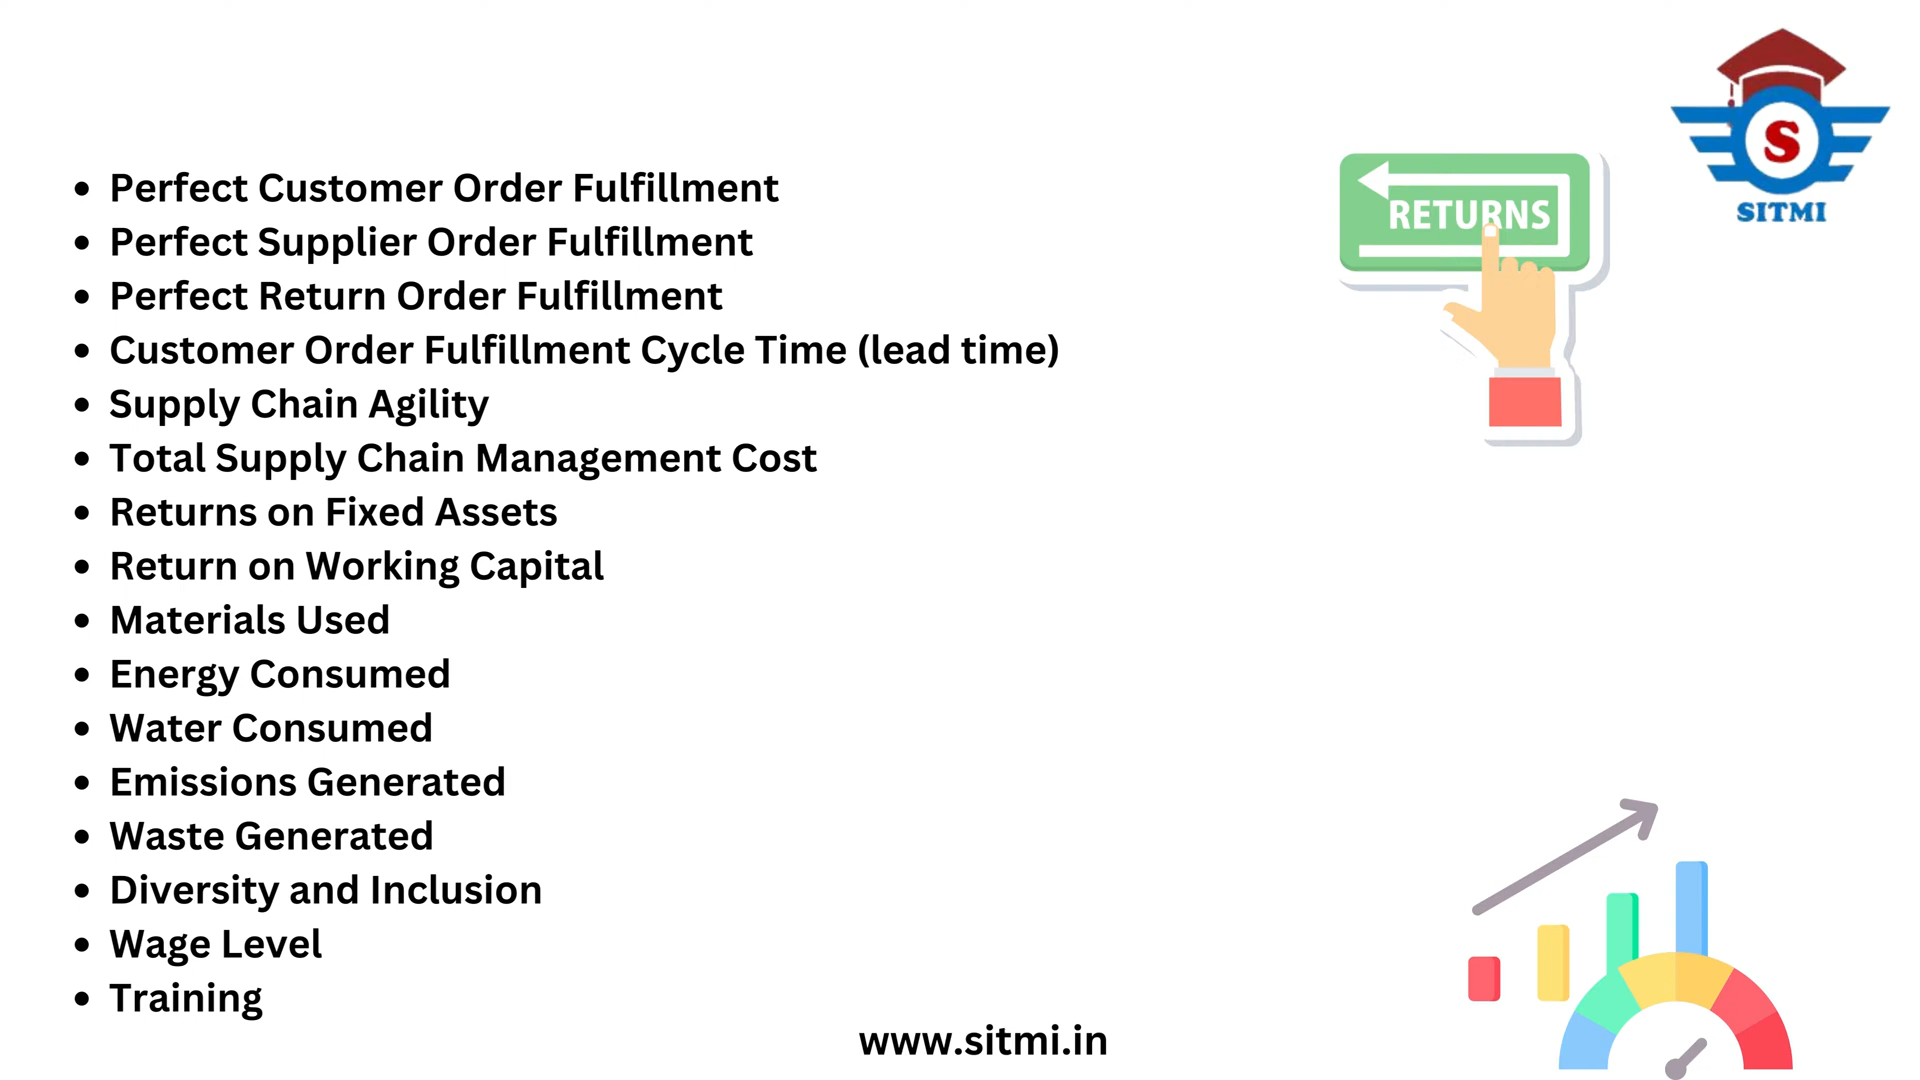 S
SITMI
RETURNS
• Perfect Customer Order Fulfillment
• Perfect Supplier Order Fulfillment
• Perfect Return Order Fulfillment
• Customer Order Fulfillment Cycle Time (lead time)
• Supply Chain Agility
• Total Supply Chain Management Cost
• Returns on Fixed Assets
• Return on Working Capital
• Materials Used
• Energy Consumed
• Water Consumed
• Emissions Generated
• Waste Generated
• Diversity and Inclusion
• Wage Level
• Training
www.sitmi.in